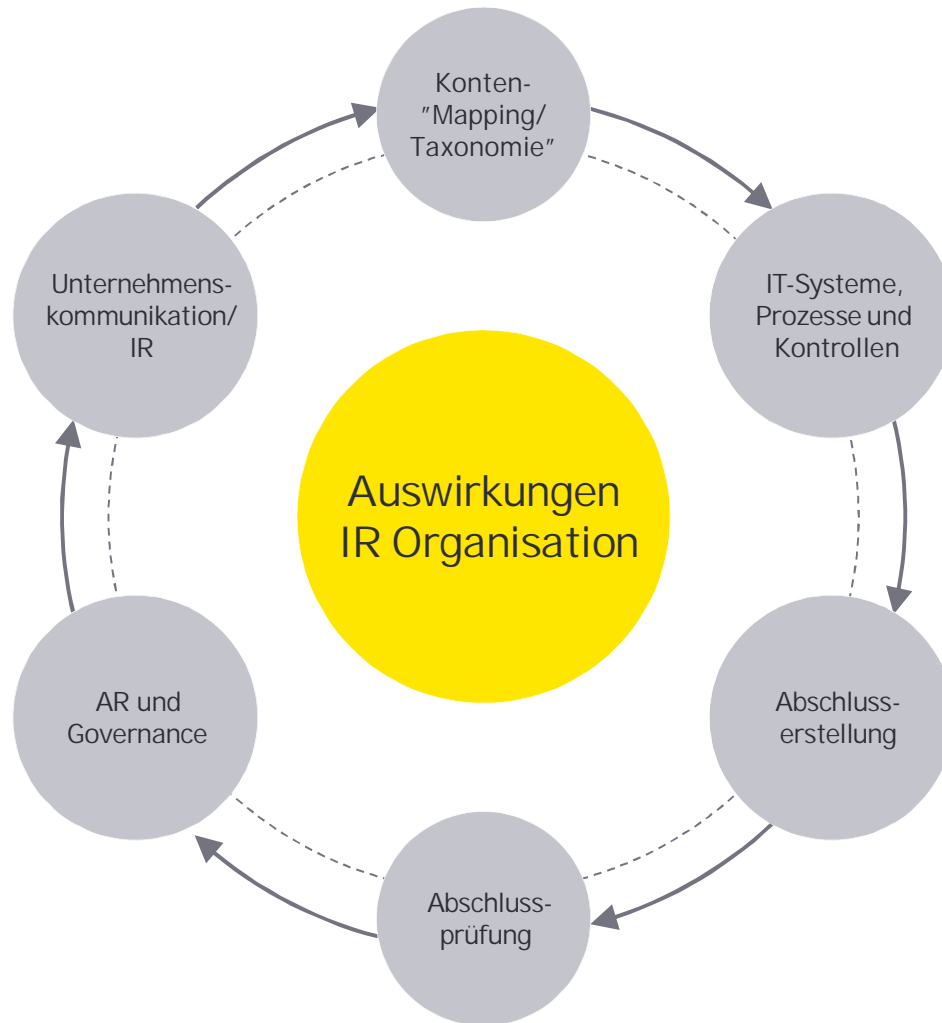 Konten-
"Mapping/
Taxonomie"
IT-Systeme,
Prozesse und
Kontrollen
Abschluss-
erstellung
Abschluss-
prüfung
AR und
Governance
Unternehmens-
kommunikation/
IR
Auswirkungen
IR Organisation